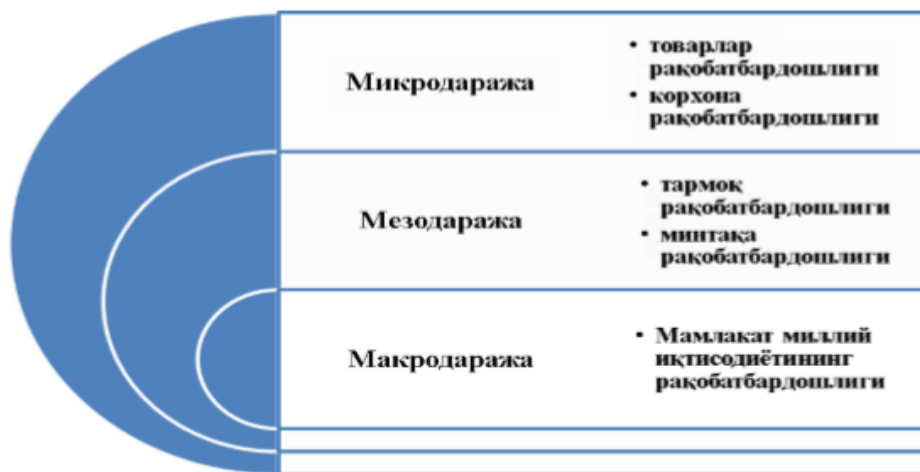 Микродаража
• товарлар
рақобатбардошлиги
• корхона
рақобатбардошлиги
Мезодаража
• тармоқ
рақобатбардошлиги
• минтақа
рақобатбардошлиги
Макродаража
• Мамлакат миллий
иқтисодиётининг
рақобатбардошлиги